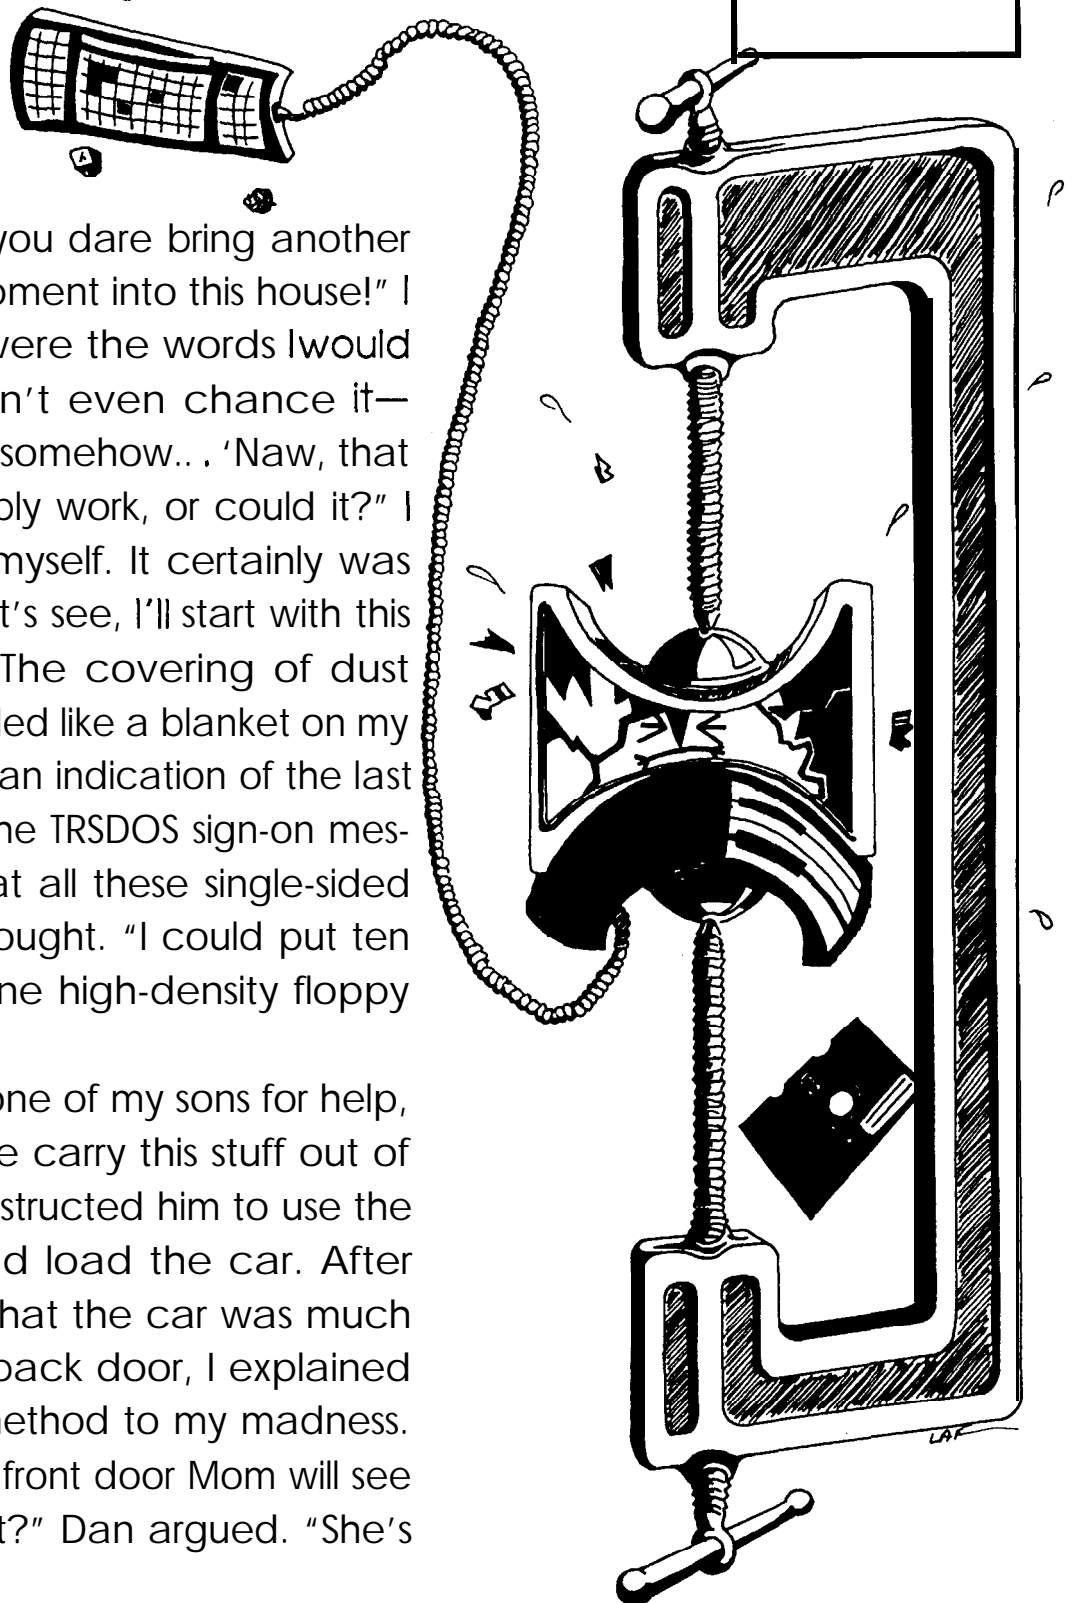 A
you dare bring another
pment into this house!” I
were the words Iwould
n’t even chance it—
somehow.. . ‘Naw, that
bly work, or could it?” I
myself. It certainly was
t’s see, I’ll start with this
The covering of dust
led like a blanket on my
an indication of the last
he TRSDOS sign-on mes-
at all these single-sided
ought. “I could put ten
ne high-density floppy
one of my sons for help,
e carry this stuff out of
structed him to use the
d load the car. After
hat the car was much
back door, I explained
nethod to my madness.
front door Mom will see
t?” Dan argued. “She’s
LAF